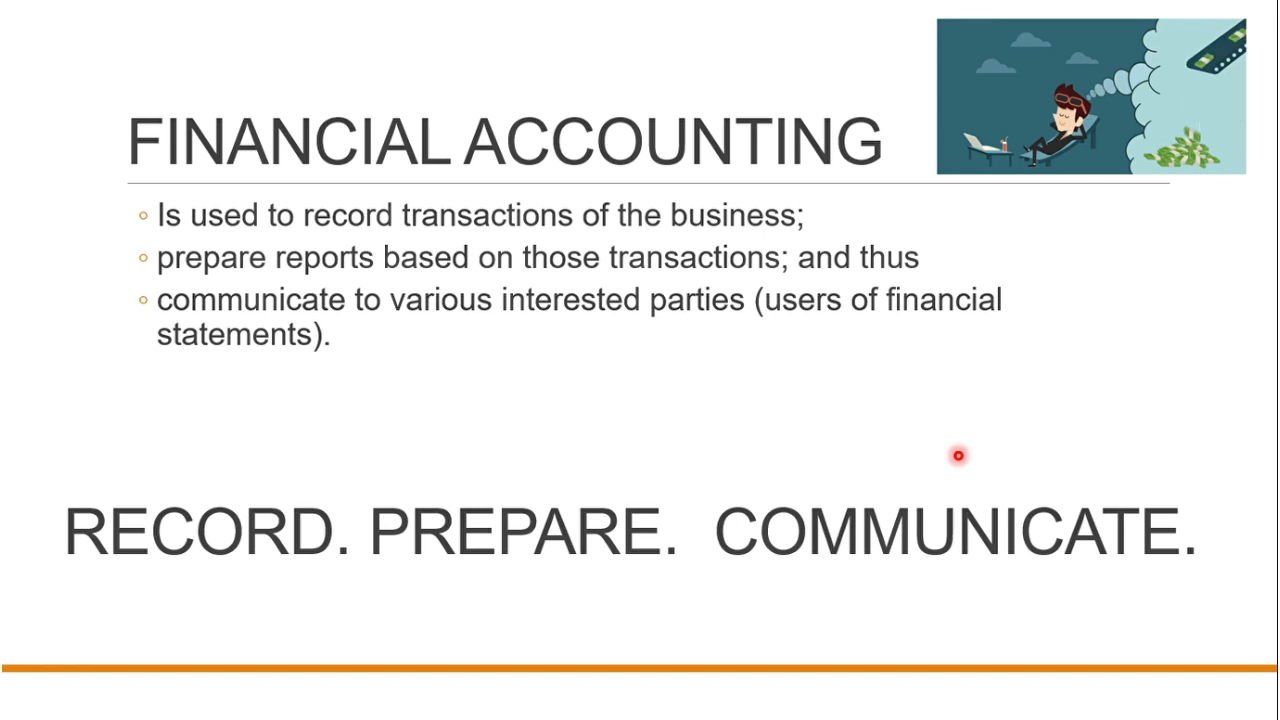 FINANCIAL ACCOUNTING
Is used to record transactions of the business;
prepare reports based on those transactions; and thus
communicate to various interested parties (users of financial
statements).
RECORD. PREPARE. COMMUNICATE.